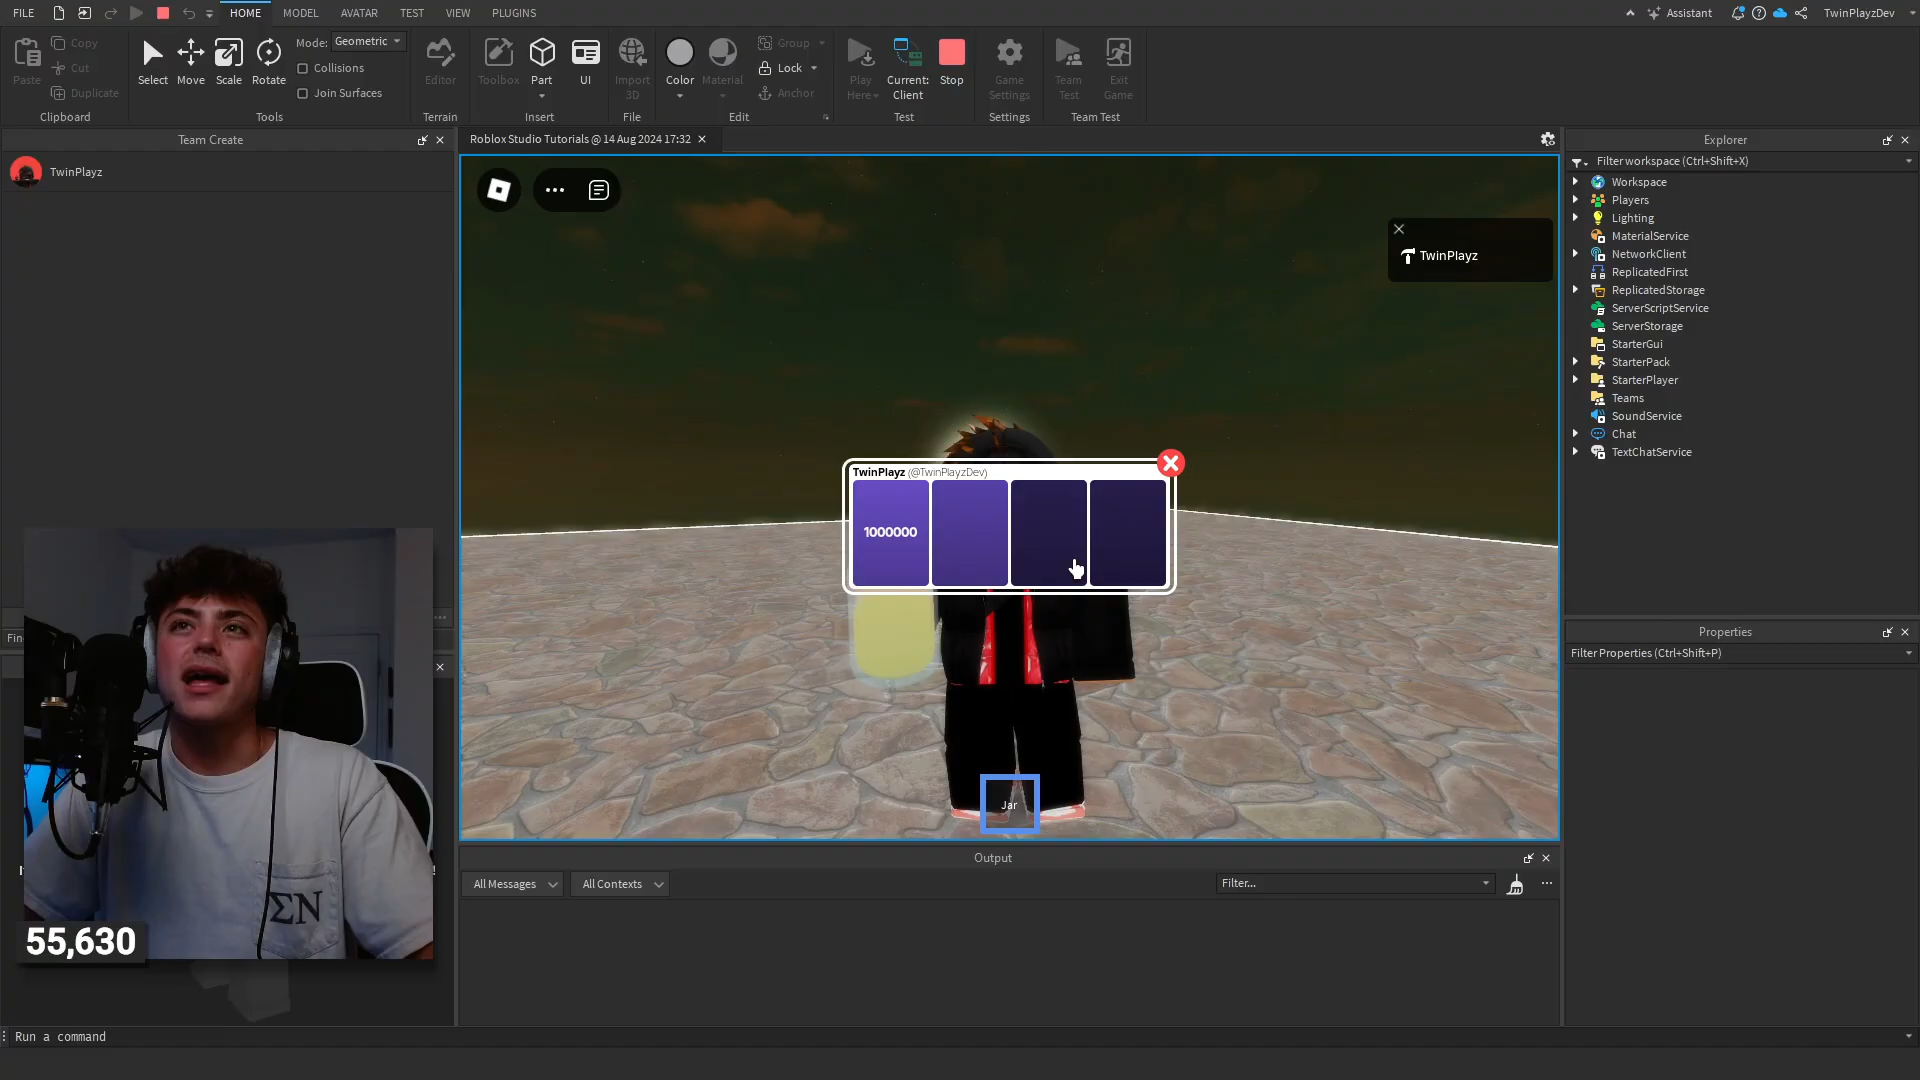 FILE HOME MODEL AVATAR TEST VIEW PLUGINS Assistant TwinPlayzDev
Paste Copy Cut Duplicate
Clipboard
Select Move Scale Rotate
Mode: Geometric
Collisions
Join Surfaces
Tools
Editor
Terrain
Toolbox Part UI
Insert
Import 3D
File
Color Material
Group
Lock
Anchor
Edit
Play Here Current: Client Stop
Test
Game Settings
Settings
Team Test Exit Game
Team Test
Team Create
TwinPlayz
Roblox Studio Tutorials @ 14 Aug 2024 17:32
TwinPlayz
TwinPlayz (@TwinPlayzDev)
1000000
Jar
Explorer
Filter workspace (Ctrl+Shift+X)
Workspace
Players
Lighting
MaterialService
NetworkClient
ReplicatedFirst
ReplicatedStorage
ServerScriptService
ServerStorage
StarterGui
StarterPack
StarterPlayer
Teams
SoundService
Chat
TextChatService
Properties
Filter Properties (Ctrl+Shift+P)
Output
All Messages All Contexts Filter...
ΣN
55,630
Run a command